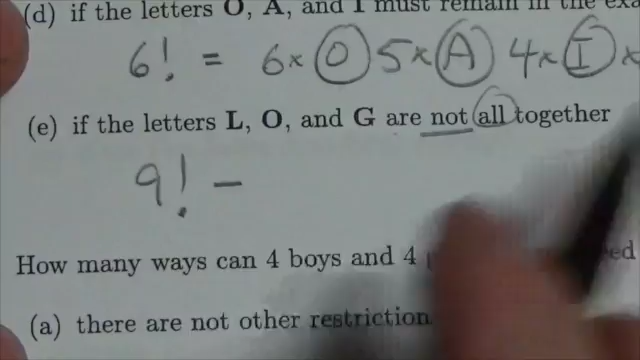 (d) if the letters O, A, and I must remain in the exa
6! = 6 × O 5 × A 4 × I ×
(e) if the letters L, O, and G are not all together
9! −
How many ways can 4 boys and 4 ed
(a) there are not other restriction